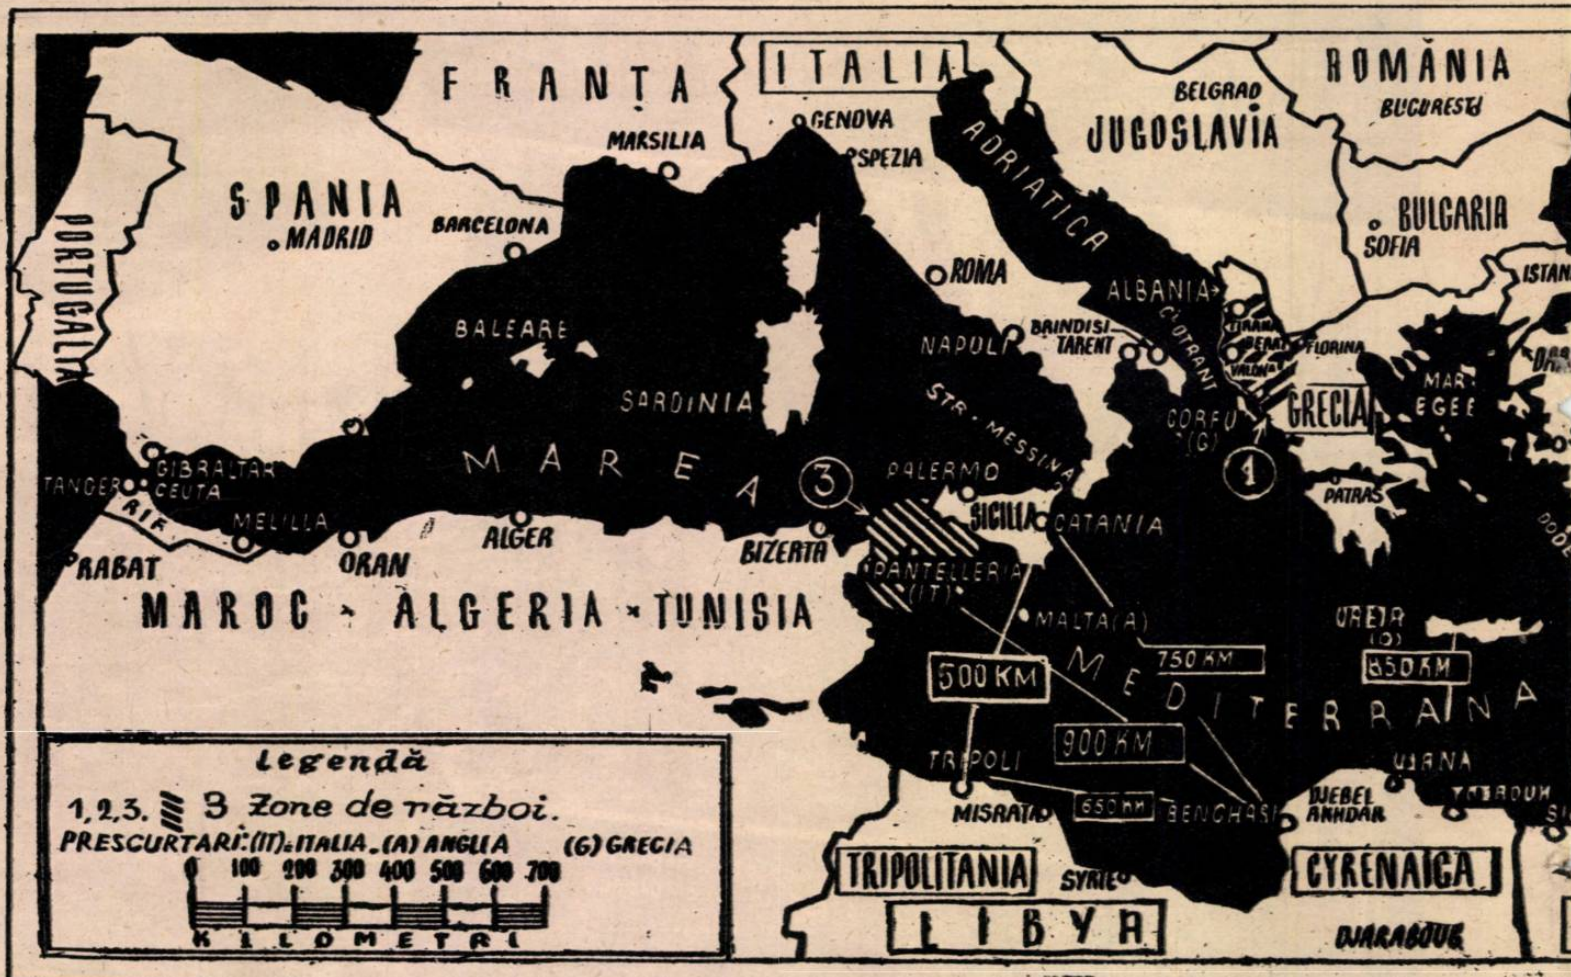 FRANȚA
ITALIA
ROMÂNIA
BUCUREȘTI
BELGRAD
JUGOSLAVIA
GENOVA
SPEZIA
MARSILIA
ADRIATICA
SPANIA
MADRID
BARCELONA
PORTUGALIA
BULGARIA
SOFIA
ROMA
ALBANIA
ISTAN
BALEARE
NAPOLI
BRINDISI
TARENT
C. OTRANT
TIRANA
BERAT
VALONA
FLORINA
SARDINIA
STR. MESSINA
CORFU
(G)
GRECIA
MAR.
EGEE
1
MAREA
3
PALERMO
GIBRALTAR
TANGER
CEUTA
RIF
MELILLA
PATRAS
SICILIA
CATANIA
DODE
RABAT
ORAN
ALGER
BIZERTA
PANTELLERIA
(IT)
MAROC - ALGERIA - TUNISIA
MALTA (A)
CRETA
(G)
500 KM
750 KM
850 KM
MEDITERRANA
900 KM
TRIPOLI
650 KM
MISRATA
BENGHASI
DJEBEL
AKHDAR
TRIPOLITANIA
SYRTE
CYRENAICA
LIBYA
DJARABOUB
Legendă
1,2,3. 3 Zone de război.
PRESCURTARI: (IT)=ITALIA. (A) ANGLIA (G) GRECIA
0 100 200 300 400 500 600 700
KILOMETRI